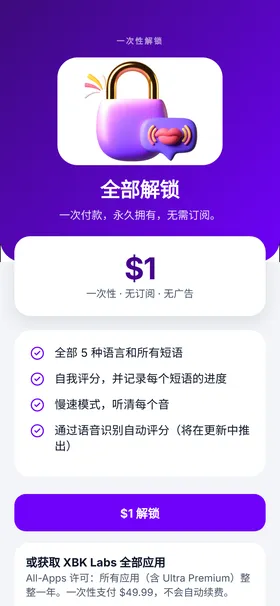 一次性解锁
全部解锁
一次付款，永久拥有，无需订阅。
$1
一次性 · 无订阅 · 无广告
全部 5 种语言和所有短语
自我评分，并记录每个短语的进度
慢速模式，听清每个音
通过语音识别自动评分（将在更新中推
出）
$1 解锁
或获取 XBK Labs 全部应用
All-Apps 许可：所有应用（含 Ultra Premium）整
整一年。一次性支付 $49.99，不会自动续费。